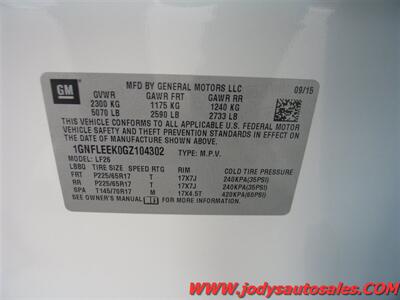 GM
MFD BY GENERAL MOTORS LLC 09/15
GVWR GAWR FRT GAWR RR
2300 KG 1175 KG 1240 KG
5070 LB 2590 LB 2733 LB
THIS VEHICLE CONFORMS TO ALL APPLICABLE U.S. FEDERAL
MOTOR VEHICLE SAFETY AND THEFT PREVENTION STANDARDS
IN EFFECT ON THE DATE OF MANUFACTURE SHOWN ABOVE.
1GNFLEEK0GZ104302 TYPE: M.P.V.
MODEL: LF26
LBBQ TIRE SIZE SPEED RTG RIM COLD TIRE PRESSURE
FRT P225/65R17 T 17X7J 240KPA(35PSI)
RR P225/65R17 T 17X7J 240KPA(35PSI)
SPA T145/70R17 M 17X4.5T 420KPA(60PSI)
SEE OWNER'S MANUAL FOR ADDITIONAL INFORMATION.
www.jodysautosales.com